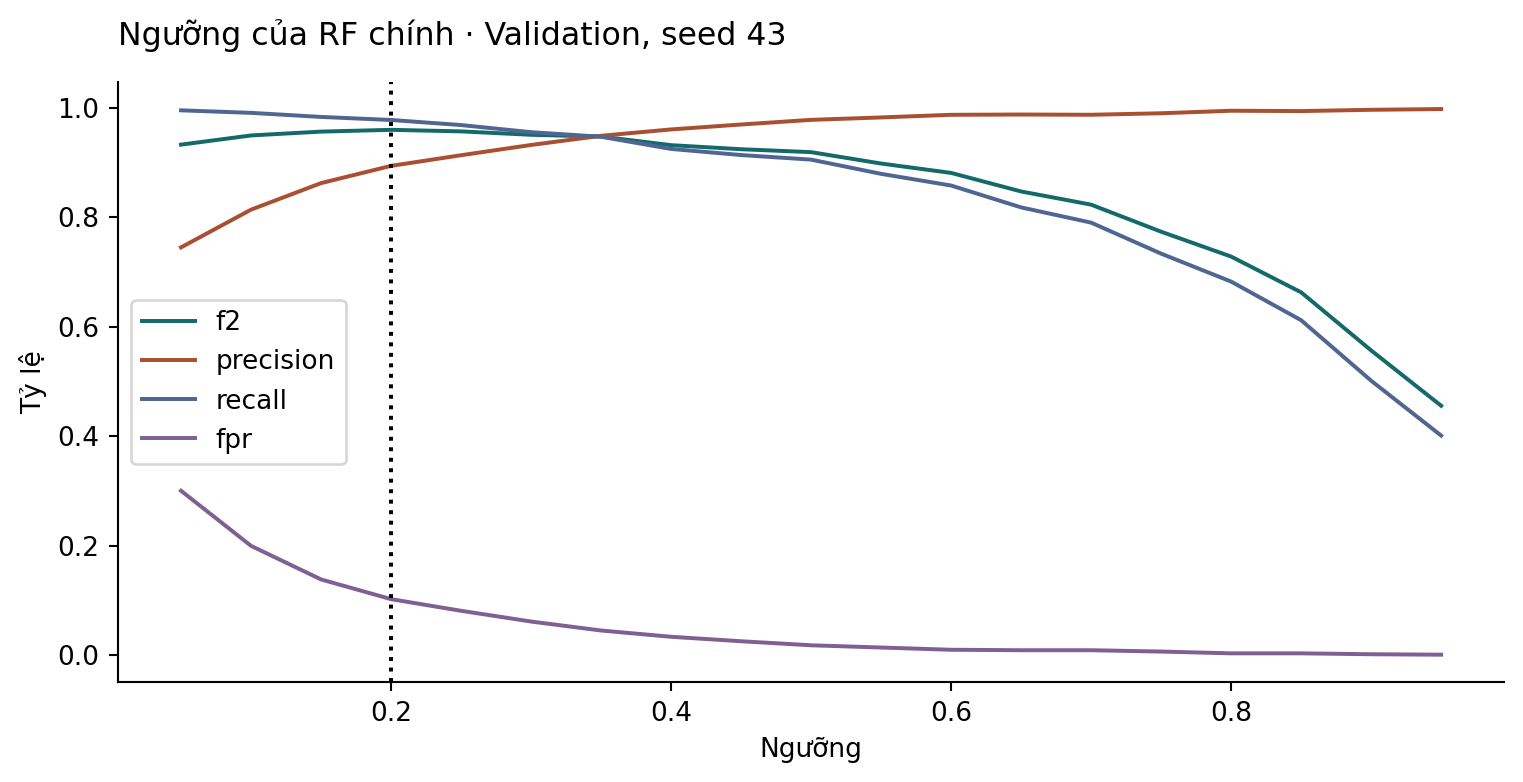 Ngưỡng của RF chính · Validation, seed 43
Tỷ lệ
1.0
0.8
0.6
0.4
0.2
0.0
f2
precision
recall
fpr
0.2
0.4
0.6
0.8
Ngưỡng